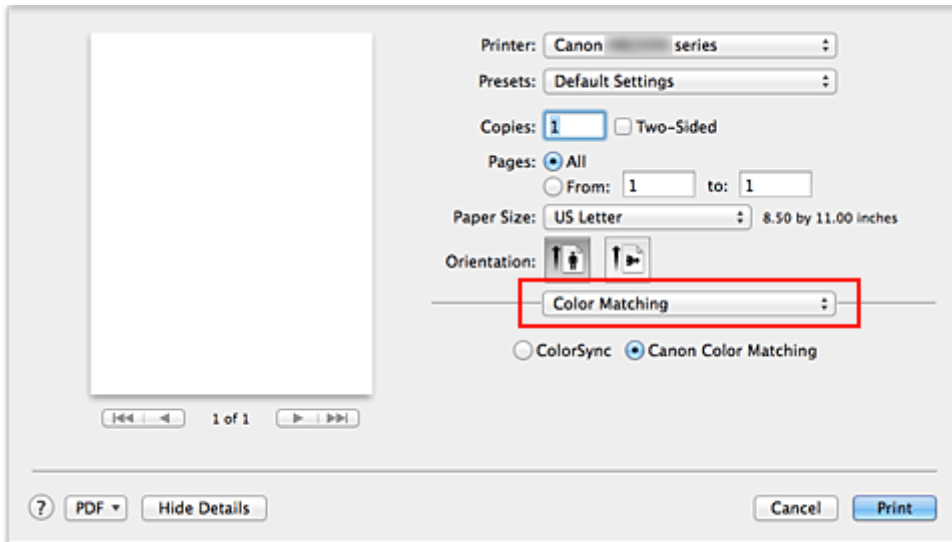 Printer: Canon series
Presets: Default Settings
Copies: 1 Two-Sided
Pages: All
From: 1 to: 1
Paper Size: US Letter 8.50 by 11.00 inches
Orientation:
Color Matching
ColorSync Canon Color Matching
1 of 1
? PDF Hide Details Cancel Print